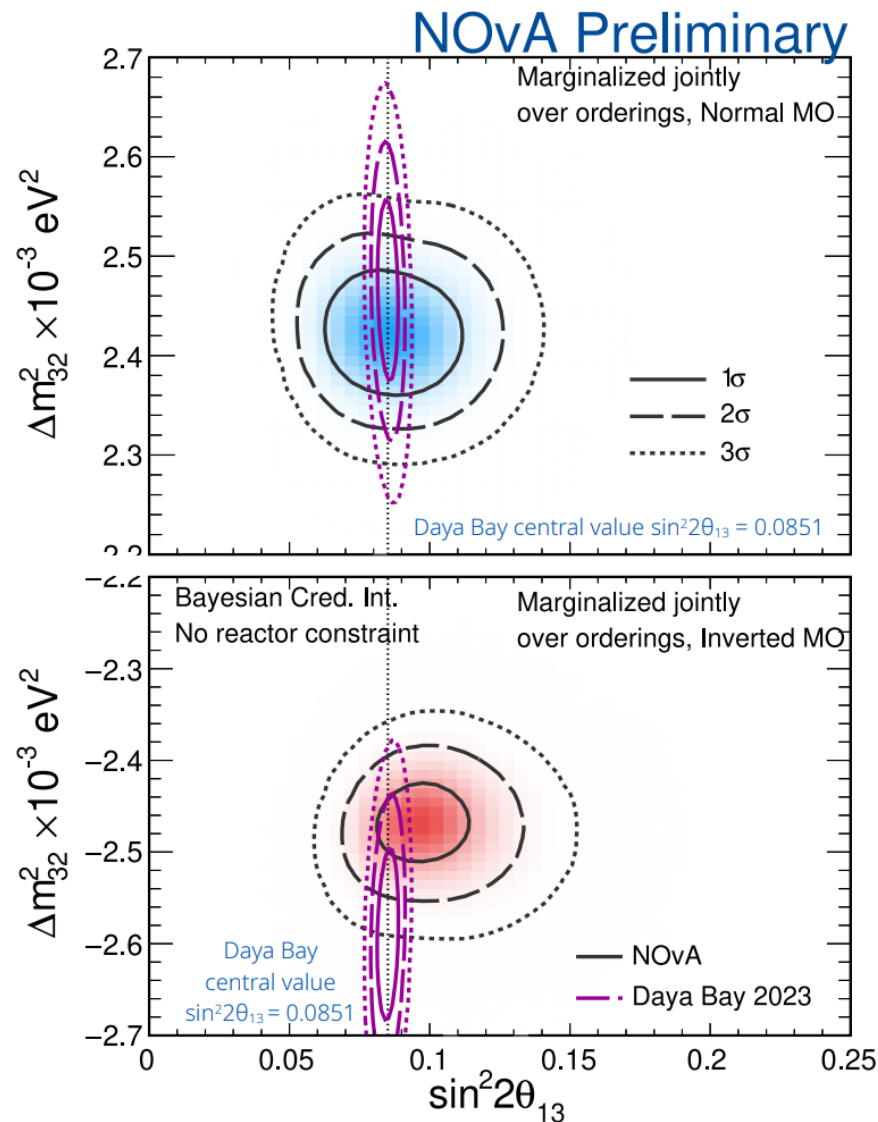 NOvA Preliminary
Marginalized jointly
over orderings, Normal MO
2.7
2.6
2.5
2.4
2.3
2.2
Δm²₃₂ ×10⁻³ eV²
1σ
2σ
3σ
Daya Bay central value sin²2θ₁₃ = 0.0851
Bayesian Cred. Int.
No reactor constraint
Marginalized jointly
over orderings, Inverted MO
−2.2
−2.3
−2.4
−2.5
−2.6
−2.7
Δm²₃₂ ×10⁻³ eV²
Daya Bay
central value
sin²2θ₁₃ = 0.0851
NOvA
Daya Bay 2023
0 0.05 0.1 0.15 0.2 0.25
sin²2θ₁₃